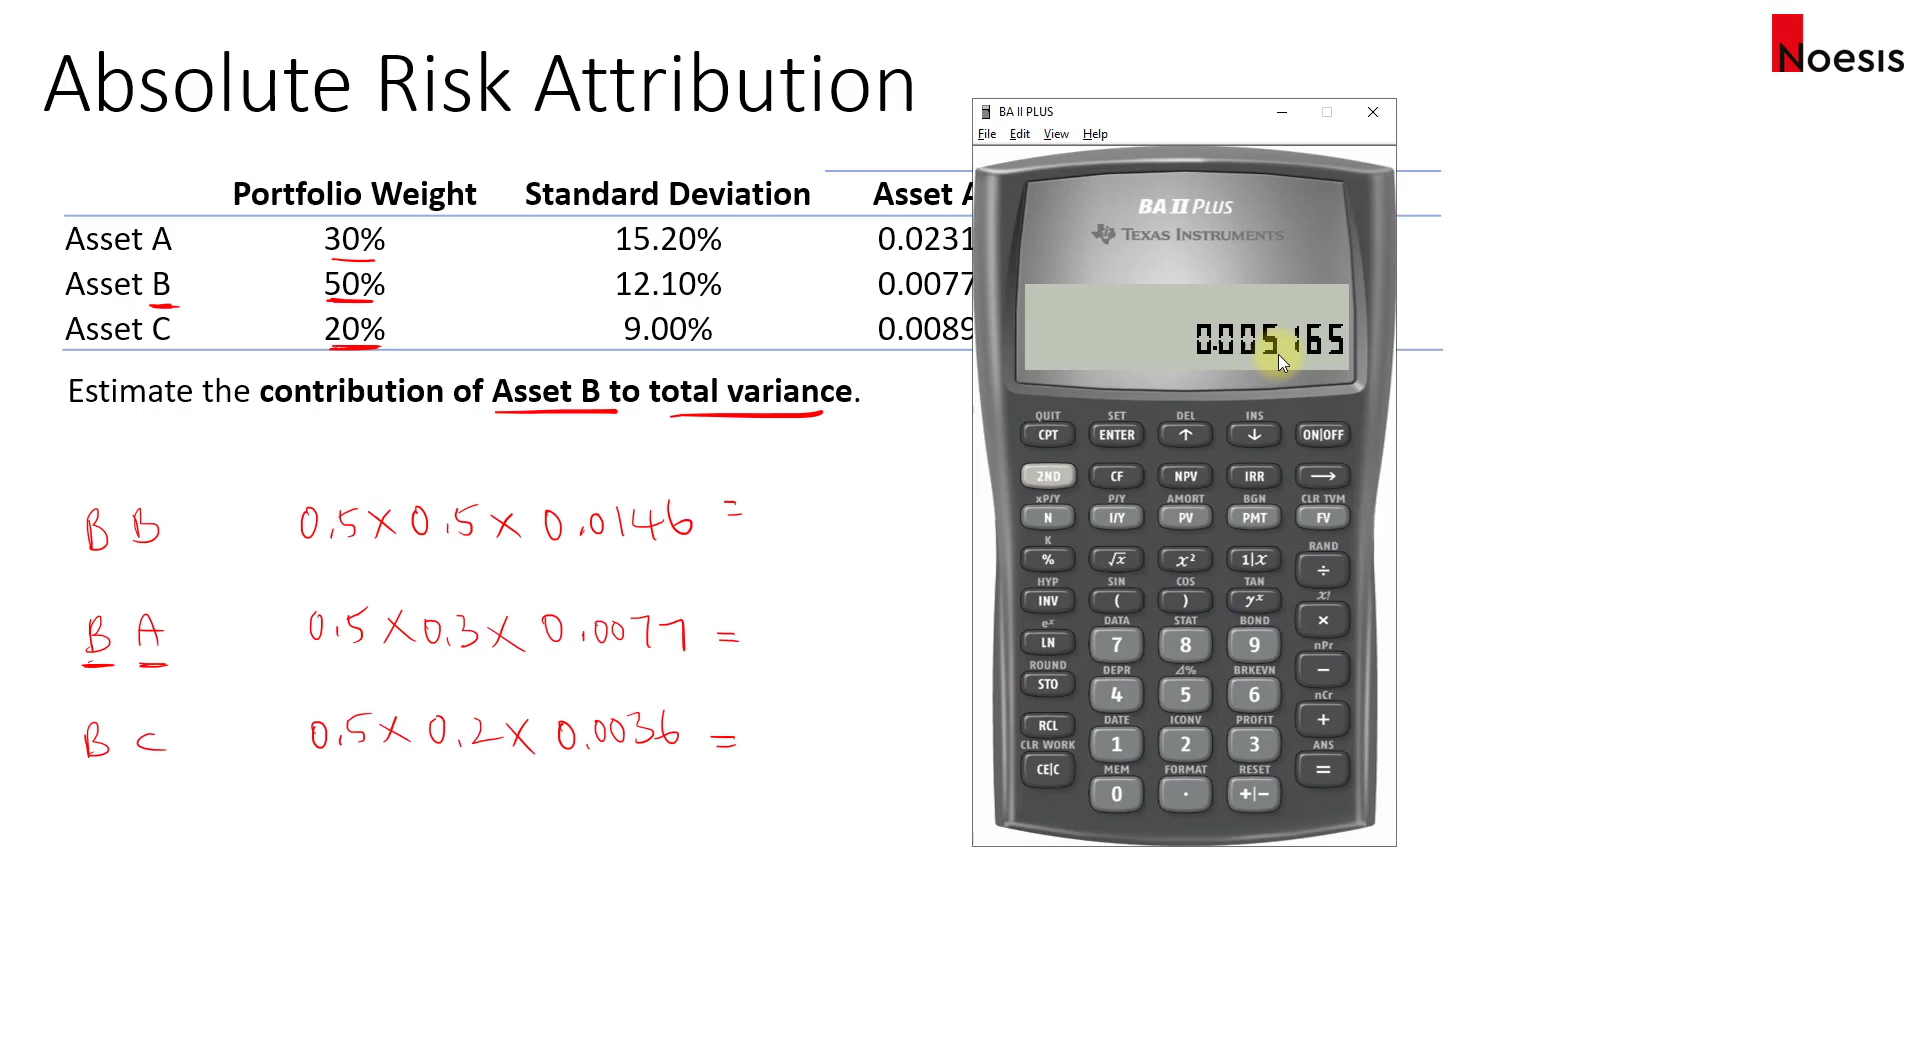 Absolute Risk Attribution
Noesis
Portfolio Weight Standard Deviation Asset A
Asset A 30% 15.20% 0.0231
Asset B 50% 12.10% 0.0077
Asset C 20% 9.00% 0.0089
Estimate the contribution of Asset B to total variance.
B B 0.5 × 0.5 × 0.0146 =
B A 0.5 × 0.3 × 0.0077 =
B C 0.5 × 0.2 × 0.0036 =
BA II PLUS
File Edit View Help
BA II PLUS
TEXAS INSTRUMENTS
0.005165
QUIT SET DEL INS
CPT ENTER ↑ ↓ ON|OFF
2ND CF NPV IRR →
xP/Y P/Y AMORT BGN CLR TVM
N I/Y PV PMT FV
K RAND
% √x x² 1|x ÷
HYP SIN COS TAN x!
INV ( ) yˣ ×
eˣ DATA STAT BOND
LN 7 8 9
nPr
ROUND DEPR Δ% BRKEVN
STO 4 5 6 −
nCr
RCL DATE ICONV PROFIT +
CLR WORK 1 2 3 ANS
CE|C MEM FORMAT RESET =
0 . +|−